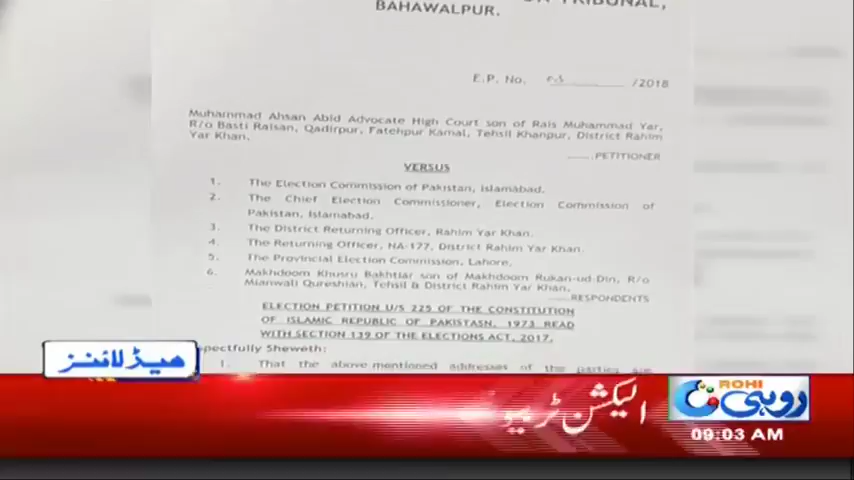 TRIBUNAL,
BAHAWALPUR.
E.P. No. /2018
Muhammad Ahsan Abid Advocate High Court son of Rais Muhammad Yar,
R/o Basti Raisan, Qadirpur, Fatehpur Kamal, Tehsil Khanpur, District Rahim
Yar Khan.
.......PETITIONER
VERSUS
1. The Election Commission of Pakistan, Islamabad.
2. The Chief Election Commissioner, Election Commission of
Pakistan, Islamabad.
3. The District Returning Officer, Rahim Yar Khan.
4. The Returning Officer, NA-177, District Rahim Yar Khan.
5. The Provincial Election Commission, Lahore.
6. Makhdoom Khusru Bakhtiar son of Makhdoom Rukan-ud-Din, R/o
Mianwali Qureshian, Tehsil & District Rahim Yar Khan.
.......RESPONDENTS
ELECTION PETITION U/S 225 OF THE CONSTITUTION
OF ISLAMIC REPUBLIC OF PAKISTASN, 1973 READ
WITH SECTION 139 OF THE ELECTIONS ACT, 2017.
pectfully Sheweth:
1. That the above-mentioned addresses of the parties are
ہیڈلائنز
الیکشن ٹریبو
ROHI
روہی
09:03 AM